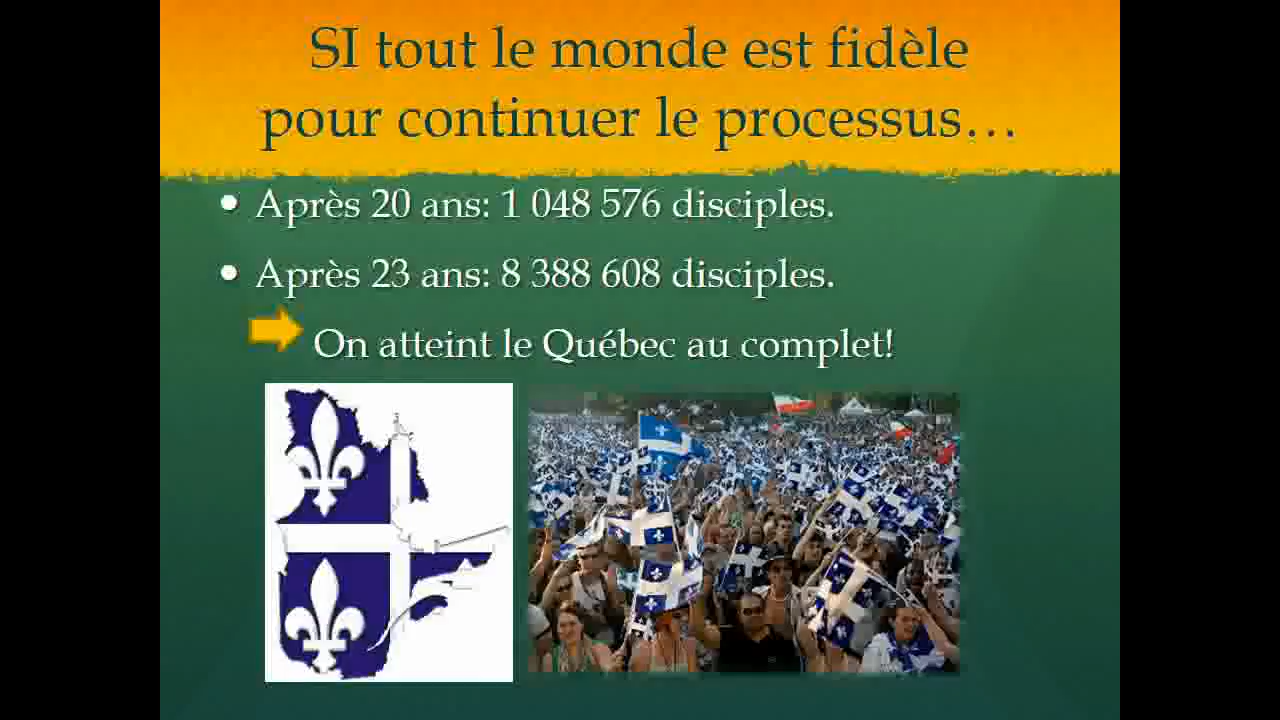 SI tout le monde est fidèle
pour continuer le processus…
• Après 20 ans: 1 048 576 disciples.
• Après 23 ans: 8 388 608 disciples.
On atteint le Québec au complet!